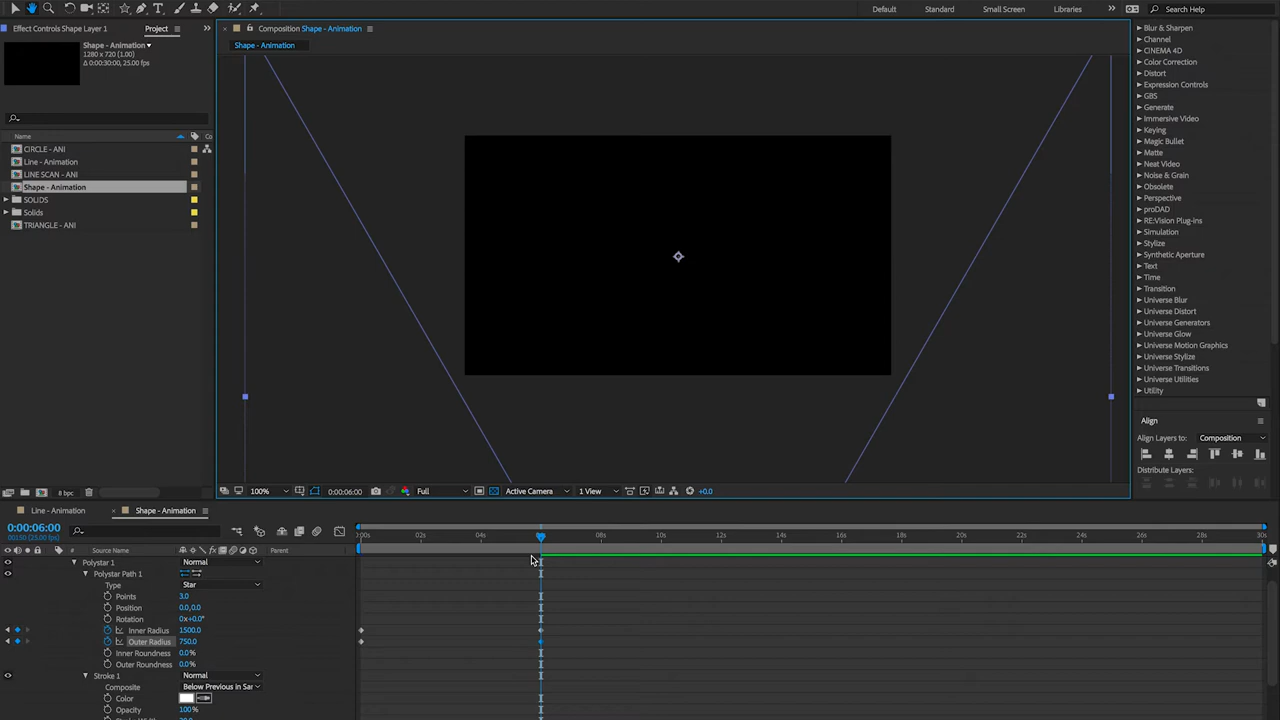 Default
Standard
Small Screen
Libraries
Search Help
Effect Controls Shape Layer 1
Project
Shape - Animation
1280 x 720 (1.00)
Δ 0:00:30:00, 25.00 fps
Name
Co
CIRCLE - ANI
Line - Animation
LINE SCAN - ANI
Shape - Animation
SOLIDS
Solids
TRIANGLE - ANI
8 bpc
Composition Shape - Animation
Shape - Animation
100%
0:00:06:00
Full
Active Camera
1 View
+0.0
Blur & Sharpen
Channel
CINEMA 4D
Color Correction
Distort
Expression Controls
GBS
Generate
Immersive Video
Keying
Magic Bullet
Matte
Neat Video
Noise & Grain
Obsolete
Perspective
proDAD
RE:Vision Plug-ins
Simulation
Stylize
Synthetic Aperture
Text
Time
Transition
Universe Blur
Universe Distort
Universe Generators
Universe Glow
Universe Motion Graphics
Universe Stylize
Universe Transitions
Universe Utilities
Utility
Align
Align Layers to: Composition
Distribute Layers:
Line - Animation
Shape - Animation
0:00:06:00
00150 (25.00 fps)
# Source Name
Parent
Polystar 1 Normal
Polystar Path 1
Type Star
Points 3.0
Position 0.0,0.0
Rotation 0x+0.0°
Inner Radius 1500.0
Outer Radius 750.0
Inner Roundness 0.0%
Outer Roundness 0.0%
Stroke 1 Normal
Composite Below Previous in Sar
Color
Opacity 100%
02s 04s 08s 10s 12s 14s 16s 18s 20s 22s 24s 26s 28s 30s